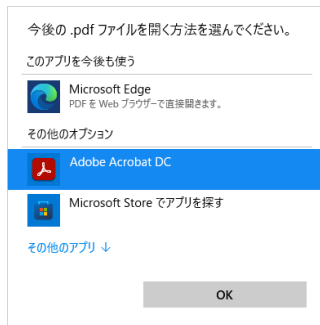 今後の .pdf ファイルを開く方法を選んでください。
このアプリを今後も使う
Microsoft Edge
PDF を Web ブラウザーで直接開きます。
その他のオプション
Adobe Acrobat DC
Microsoft Store でアプリを探す
その他のアプリ ↓
OK